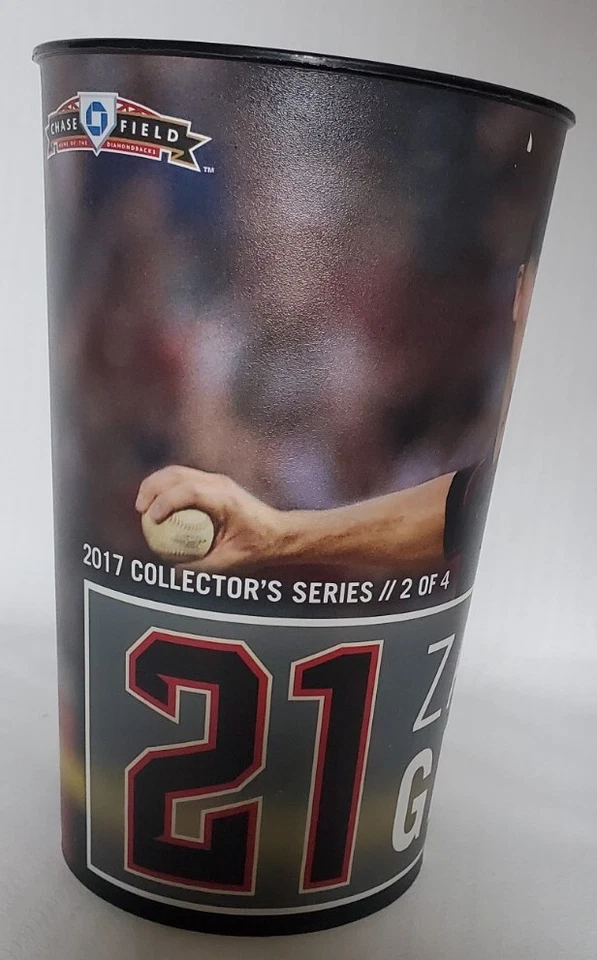 CHASE FIELD
HOME OF THE DIAMONDBACKS
TM
2017 COLLECTOR'S SERIES // 2 OF 4
21
Z
G